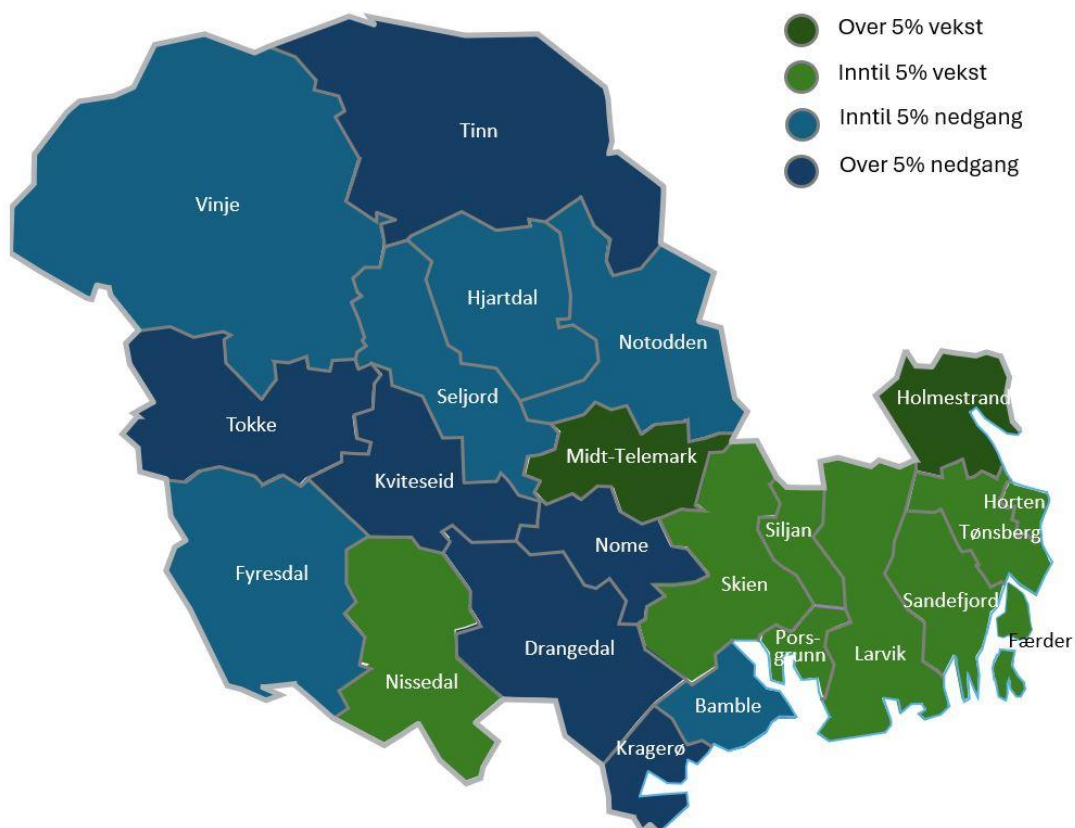 Over 5% vekst
Inntil 5% vekst
Inntil 5% nedgang
Over 5% nedgang
Tinn
Vinje
Hjartdal
Notodden
Seljord
Holmestrand
Tokke
Midt-Telemark
Kviteseid
Horten
Siljan
Tønsberg
Nome
Fyresdal
Skien
Sandefjord
Færder
Drangedal
Pors-
grunn
Larvik
Nissedal
Bamble
Kragerø